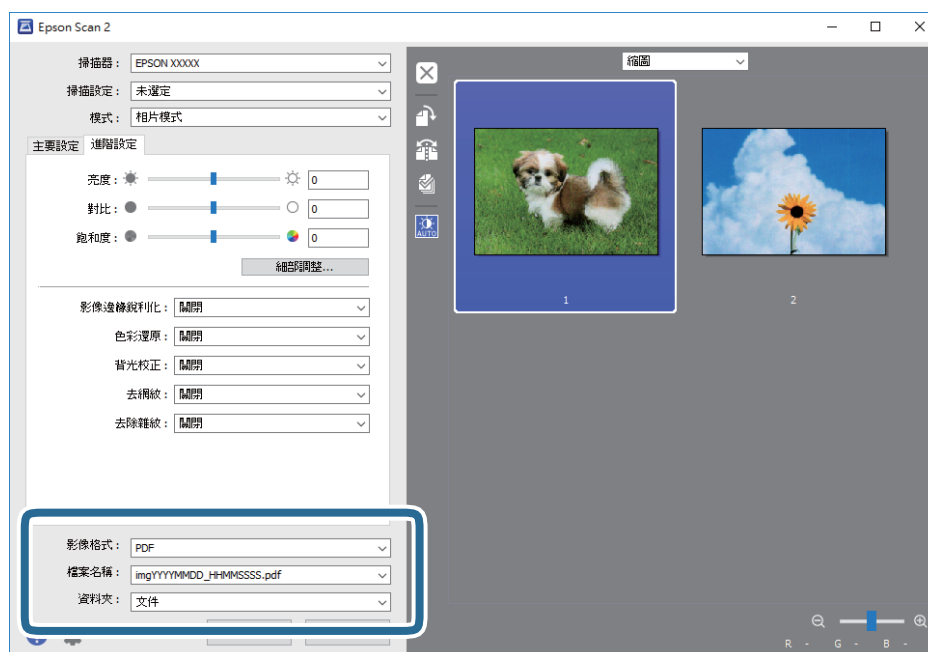 Epson Scan 2
掃描器： EPSON XXXXX
掃描設定： 未選定
模式： 相片模式
主要設定 進階設定
亮度： 0
對比： 0
飽和度： 0
細部調整...
影像邊緣銳利化： 關閉
色彩還原： 關閉
背光校正： 關閉
去網紋： 關閉
去除雜紋： 關閉
影像格式： PDF
檔案名稱： imgYYYYMMDD_HHMMSSSS.pdf
資料夾： 文件
縮圖
AUTO
1
2
R - G - B -